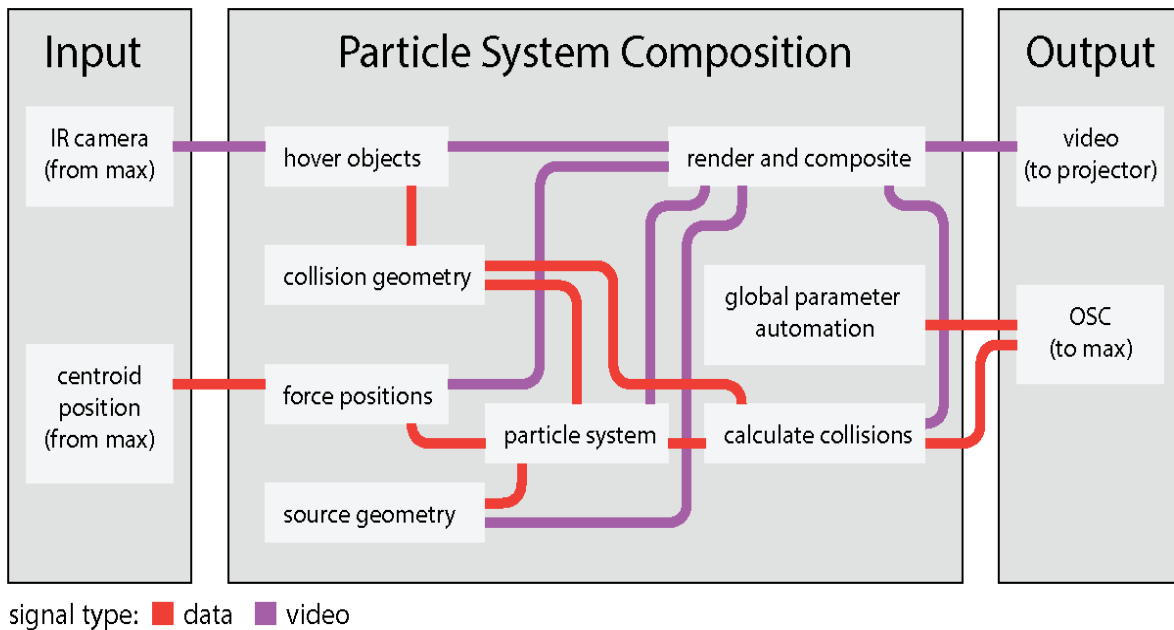 Input
IR camera
(from max)
centroid
position
(from max)
Particle System Composition
hover objects
render and composite
collision geometry
global parameter
automation
force positions
particle system
calculate collisions
source geometry
Output
video
(to projector)
OSC
(to max)
signal type: data video